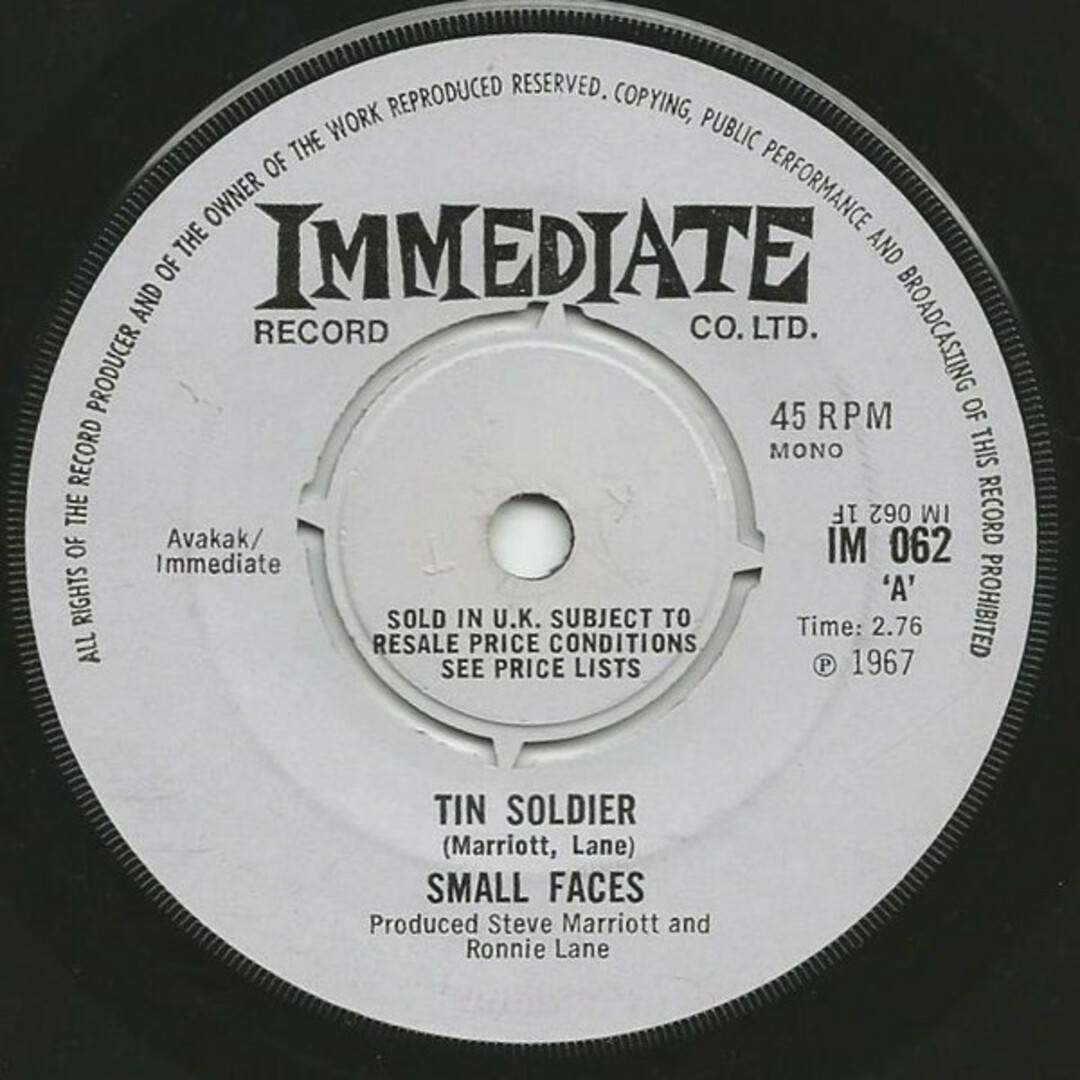 ALL RIGHTS OF THE RECORD PRODUCER AND OF THE OWNER OF THE WORK REPRODUCED RESERVED. COPYING, PUBLIC PERFORMANCE AND BROADCASTING OF THIS RECORD PROHIBITED
IMMEDIATE
RECORD CO. LTD.
45 RPM
MONO
IM 062 1F
IM 062
'A'
Avakak/
Immediate
Time: 2.76
℗ 1967
SOLD IN U.K. SUBJECT TO
RESALE PRICE CONDITIONS
SEE PRICE LISTS
TIN SOLDIER
(Marriott, Lane)
SMALL FACES
Produced Steve Marriott and
Ronnie Lane